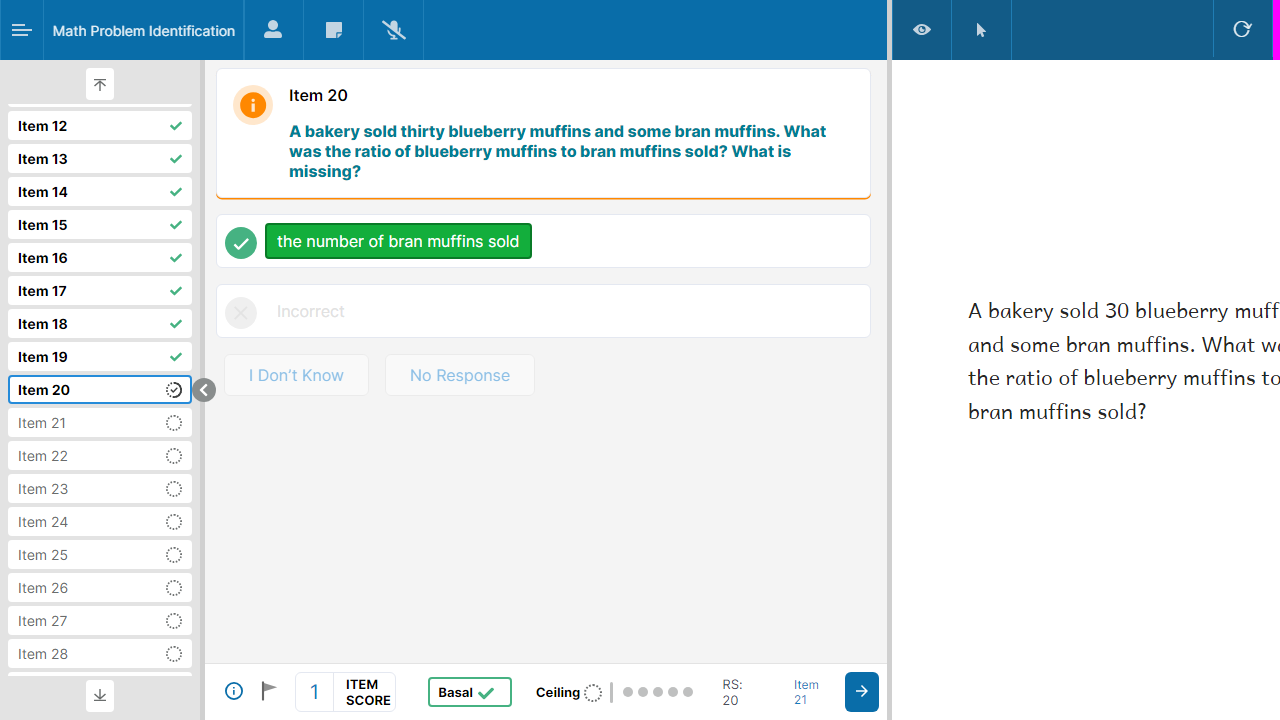 Math Problem Identification
Item 12
Item 13
Item 14
Item 15
Item 16
Item 17
Item 18
Item 19
Item 20
Item 21
Item 22
Item 23
Item 24
Item 25
Item 26
Item 27
Item 28
Item 20
A bakery sold thirty blueberry muffins and some bran muffins. What
was the ratio of blueberry muffins to bran muffins sold? What is
missing?
the number of bran muffins sold
Incorrect
I Don't Know
No Response
1
ITEM
SCORE
Basal
Ceiling
RS:
20
Item
21
A bakery sold 30 blueberry muff
and some bran muffins. What wa
the ratio of blueberry muffins to
bran muffins sold?